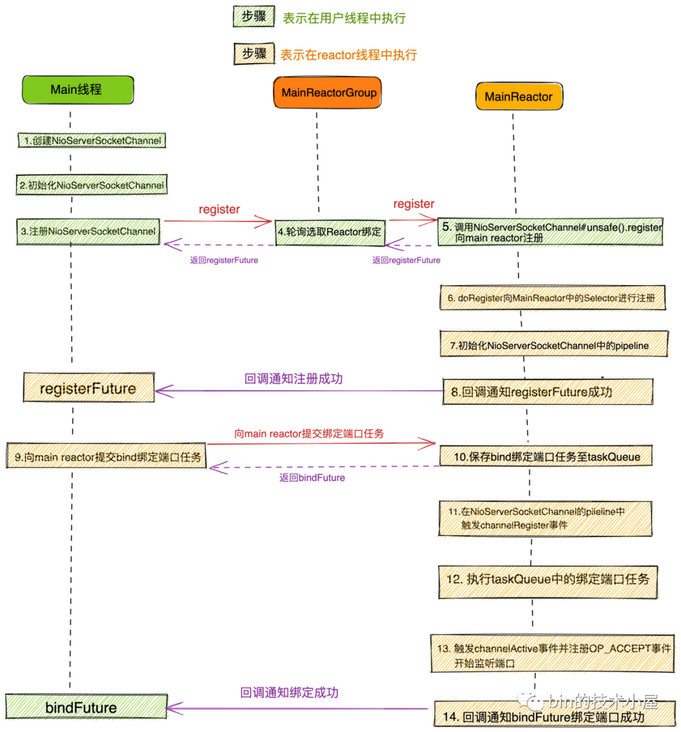 步骤 表示在用户线程中执行
步骤 表示在reactor线程中执行
Main线程
MainReactorGroup
MainReactor
1.创建NioServerSocketChannel
2.初始化NioServerSocketChannel
3.注册NioServerSocketChannel
register
4.轮询选取Reactor绑定
register
5. 调用NioServerSocketChannel#unsafe().register
向main reactor注册
返回registerFuture
返回registerFuture
6. doRegister向MainReactor中的Selector进行注册
7.初始化NioServerSocketChannel中的pipeline
registerFuture
回调通知注册成功
8.回调通知registerFuture成功
9.向main reactor提交bind绑定端口任务
向main reactor提交绑定端口任务
10.保存bind绑定端口任务至taskQueue
返回bindFuture
11.在NioServerSocketChannel的piieline中
触发channelRegister事件
12. 执行taskQueue中的绑定端口任务
13. 触发channelActive事件并注册OP_ACCEPT事件
开始监听端口
bindFuture
回调通知绑定成功
14. 回调通知bindFuture绑定端口成功
bin的技术小屋